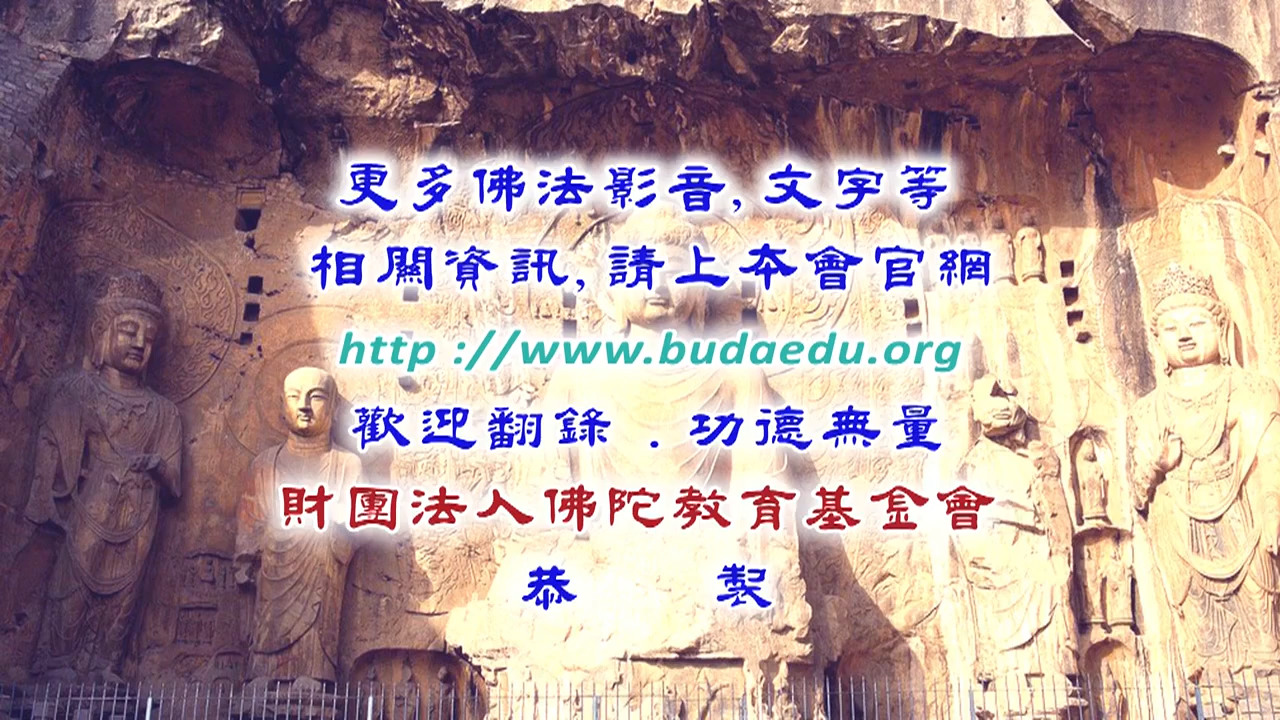 更多佛法影音,文字等
相關資訊,請上本會官網
http ://www.budaedu.org
歡迎翻錄 . 功德無量
財團法人佛陀教育基金會
恭 製